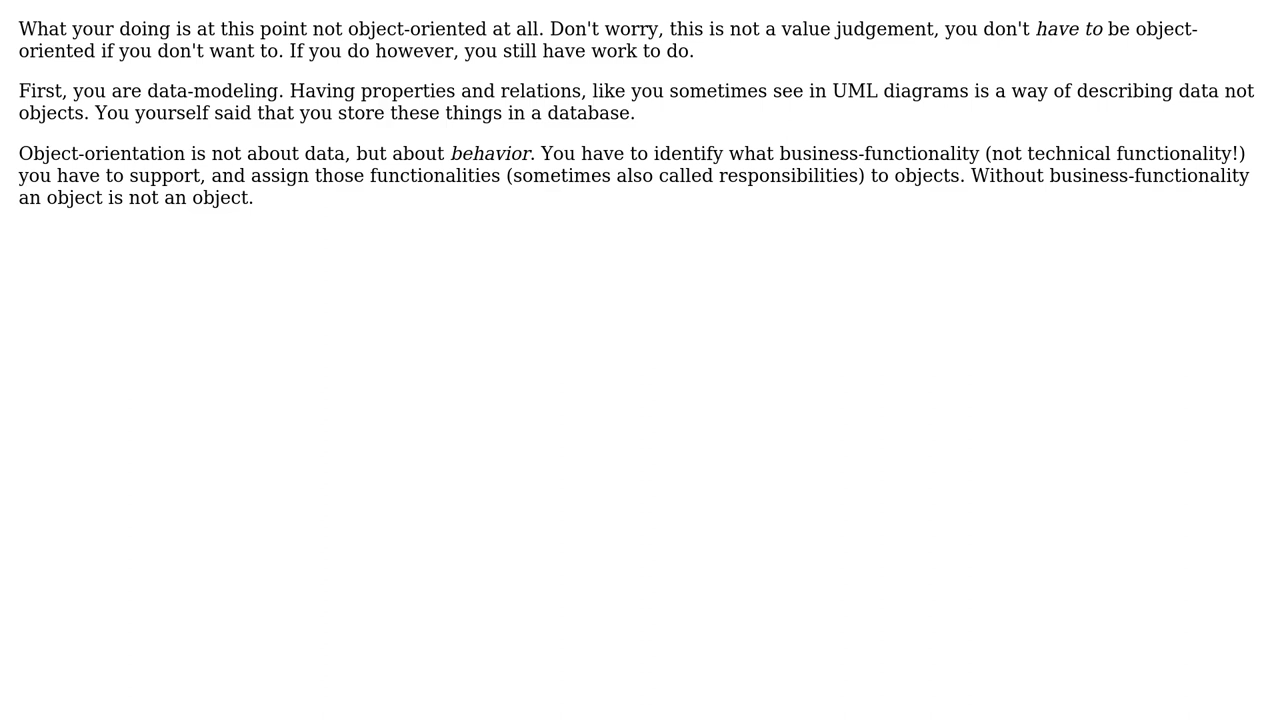 What your doing is at this point not object-oriented at all. Don't worry, this is not a value judgement, you don't have to be object-
oriented if you don't want to. If you do however, you still have work to do.
First, you are data-modeling. Having properties and relations, like you sometimes see in UML diagrams is a way of describing data not
objects. You yourself said that you store these things in a database.
Object-orientation is not about data, but about behavior. You have to identify what business-functionality (not technical functionality!)
you have to support, and assign those functionalities (sometimes also called responsibilities) to objects. Without business-functionality
an object is not an object.